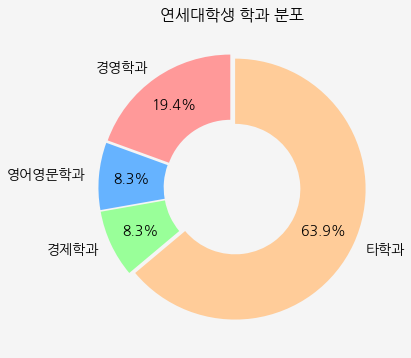 연세대학생 학과 분포
경영학과
19.4%
영어영문학과
8.3%
경제학과
8.3%
63.9%
타학과